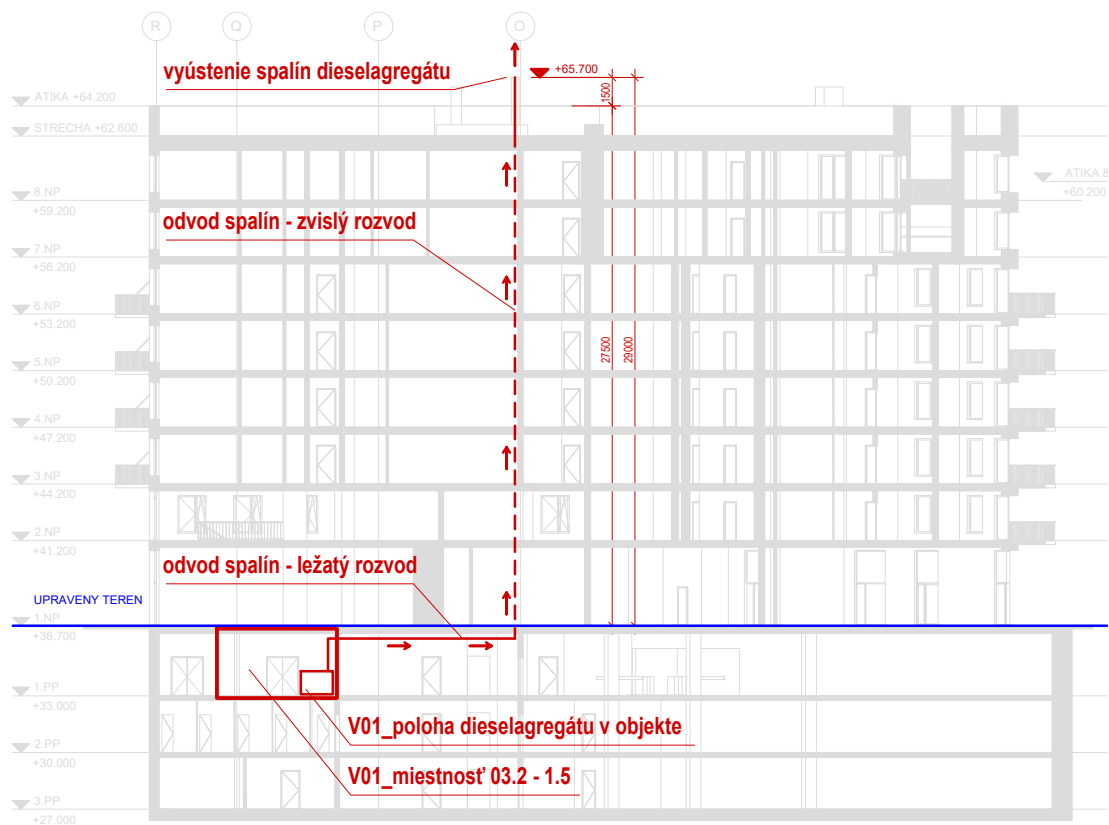 R Q P O
vyústenie spalín dieselagregátu
+65.700
1500
ATIKA +64.200
STRECHA +62.600
ATIKA 8
+60.200
8.NP
+59.200
odvod spalín - zvislý rozvod
7.NP
+56.200
6.NP
+53.200
27500
29000
5.NP
+50.200
4.NP
+47.200
3.NP
+44.200
2.NP
+41.200
odvod spalín - ležatý rozvod
UPRAVENY TEREN
1.NP
+36.700
1.PP
+33.000
V01_poloha dieselagregátu v objekte
2.PP
+30.000
V01_miestnosť 03.2 - 1.5
3.PP
+27.000